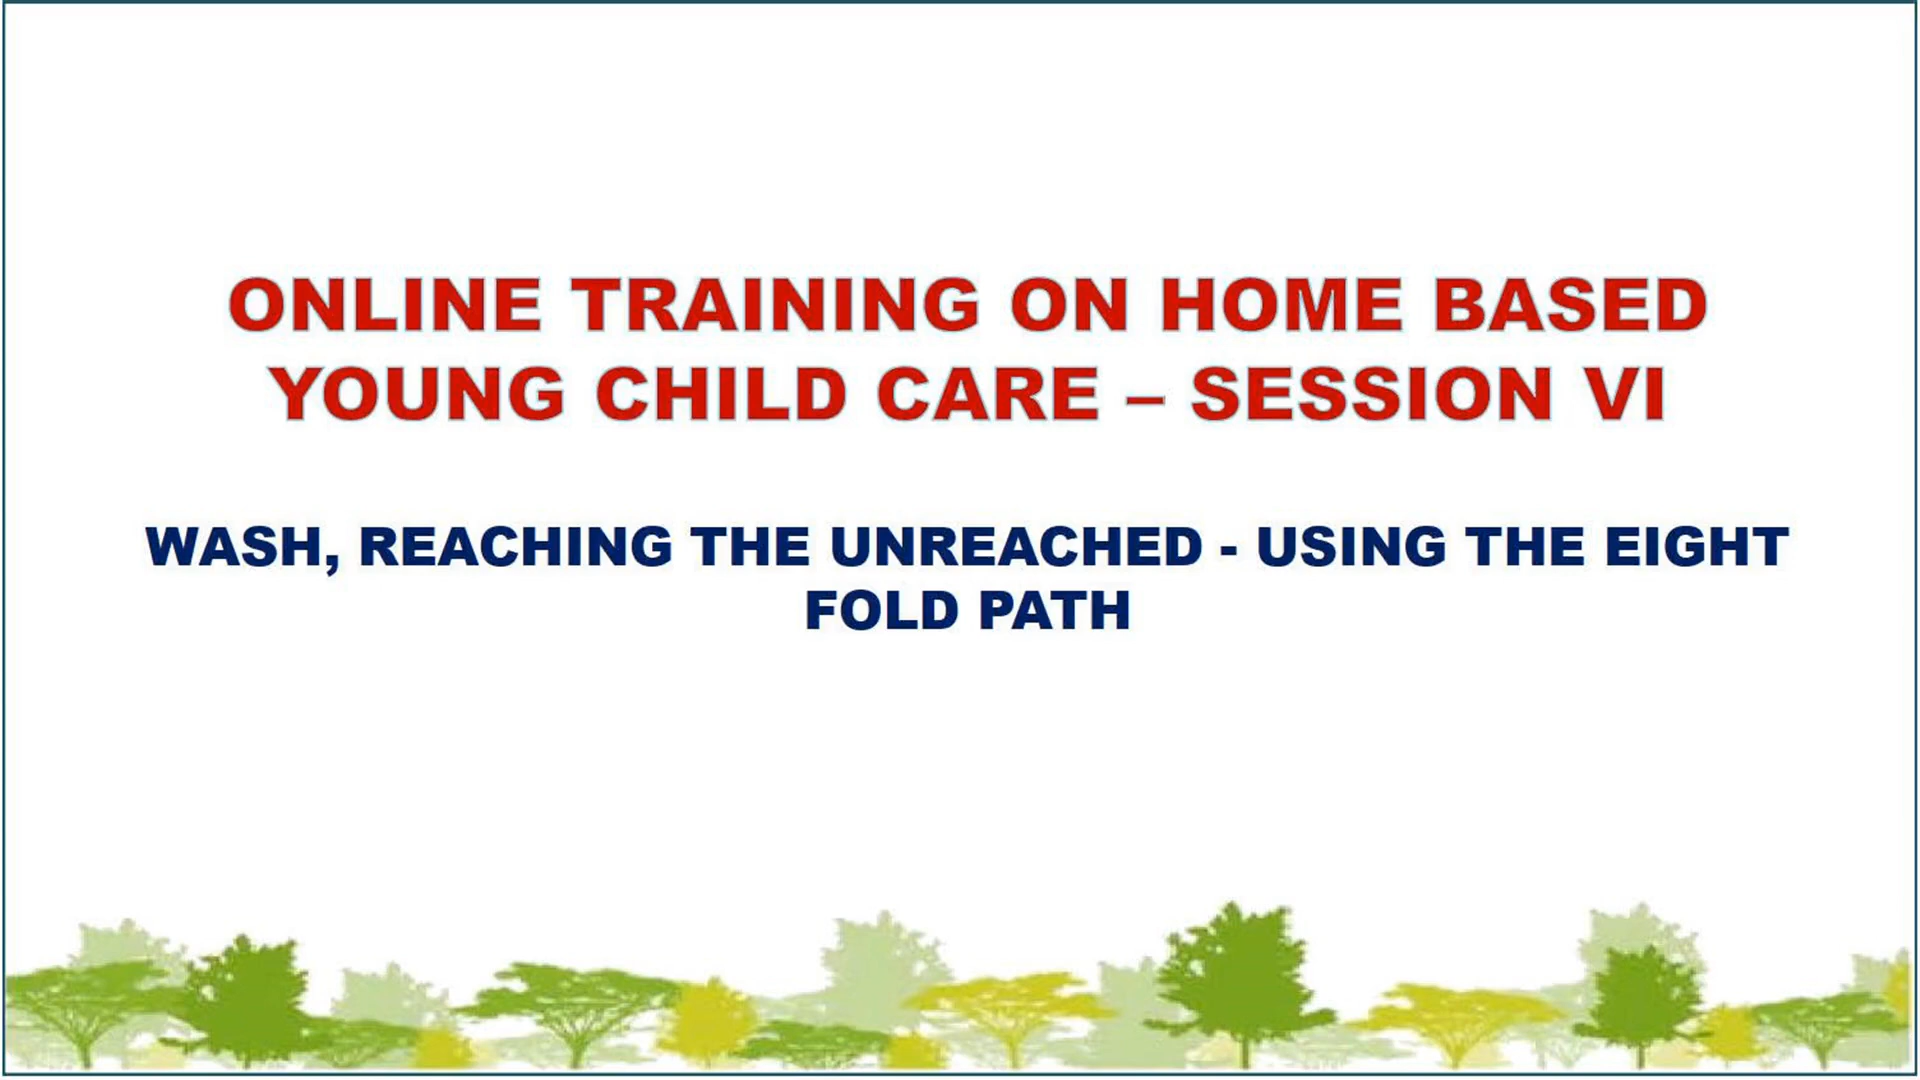 ONLINE TRAINING ON HOME BASED
YOUNG CHILD CARE – SESSION VI
WASH, REACHING THE UNREACHED - USING THE EIGHT
FOLD PATH